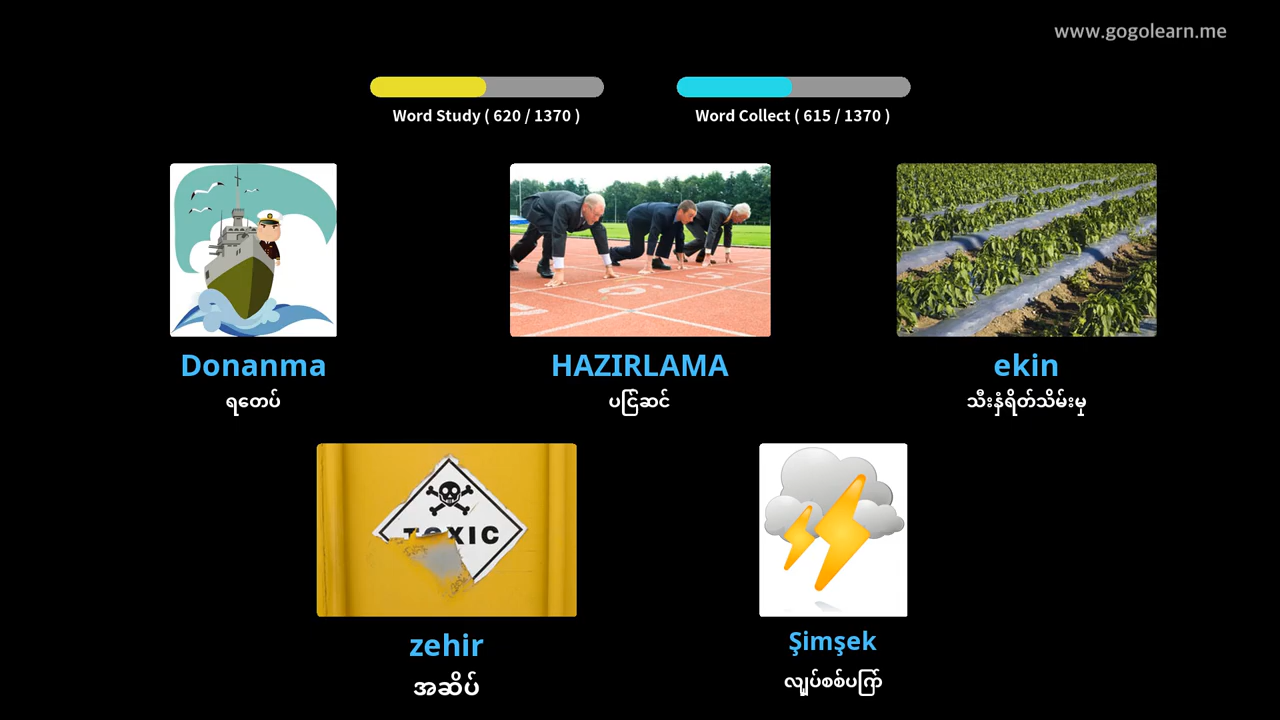 www.gogolearn.me
Word Study ( 620 / 1370 )
Word Collect ( 615 / 1370 )
Donanma
ရေတပ်
HAZIRLAMA
ပြင်ဆင်
ekin
သီးနှံရိတ်သိမ်းမှု
TOXIC
zehir
အဆိပ်
Şimşek
လျှပ်စစ်ပြက်